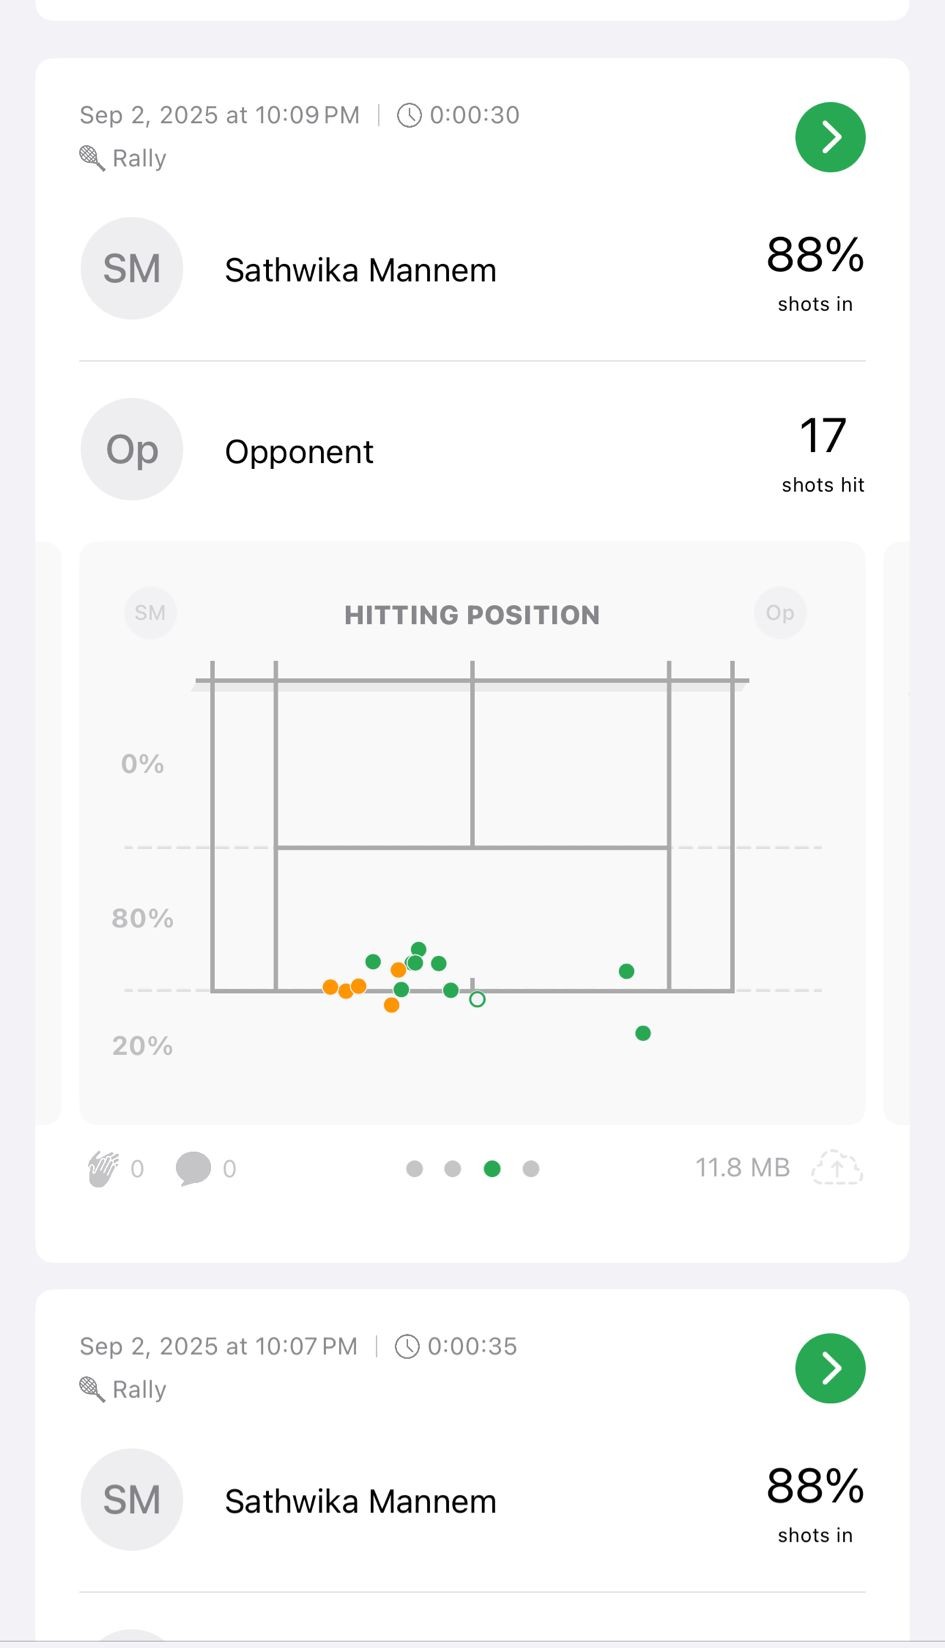 Sep 2, 2025 at 10:09 PM | 0:00:30
Rally
SM Sathwika Mannem 88%
shots in
Op Opponent 17
shots hit
SM HITTING POSITION Op
0%
80%
20%
0 0 11.8 MB
Sep 2, 2025 at 10:07 PM | 0:00:35
Rally
SM Sathwika Mannem 88%
shots in